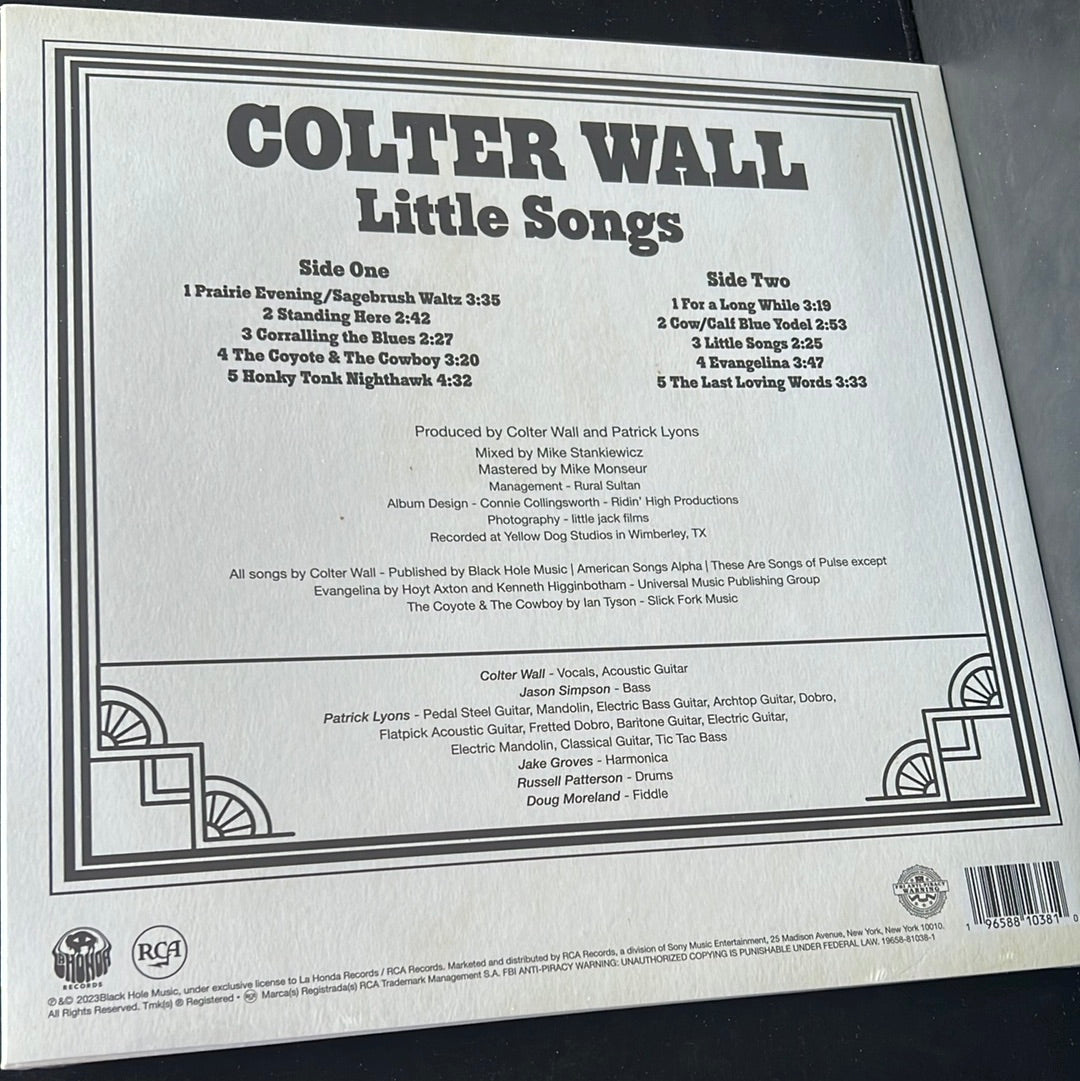 COLTER WALL
Little Songs
Side One
1 Prairie Evening/Sagebrush Waltz 3:35
2 Standing Here 2:42
3 Corralling the Blues 2:27
4 The Coyote & The Cowboy 3:20
5 Honky Tonk Nighthawk 4:32
Side Two
1 For a Long While 3:19
2 Cow/Calf Blue Yodel 2:53
3 Little Songs 2:25
4 Evangelina 3:47
5 The Last Loving Words 3:33
Produced by Colter Wall and Patrick Lyons
Mixed by Mike Stankiewicz
Mastered by Mike Monseur
Management - Rural Sultan
Album Design - Connie Collingsworth - Ridin' High Productions
Photography - little jack films
Recorded at Yellow Dog Studios in Wimberley, TX
All songs by Colter Wall - Published by Black Hole Music | American Songs Alpha | These Are Songs of Pulse except
Evangelina by Hoyt Axton and Kenneth Higginbotham - Universal Music Publishing Group
The Coyote & The Cowboy by Ian Tyson - Slick Fork Music
Colter Wall - Vocals, Acoustic Guitar
Jason Simpson - Bass
Patrick Lyons - Pedal Steel Guitar, Mandolin, Electric Bass Guitar, Archtop Guitar, Dobro,
Flatpick Acoustic Guitar, Fretted Dobro, Baritone Guitar, Electric Guitar,
Electric Mandolin, Classical Guitar, Tic Tac Bass
Jake Groves - Harmonica
Russell Patterson - Drums
Doug Moreland - Fiddle
FBI ANTI-PIRACY
WARNING
1 96588 10381 0
HONDA
RECORDS
RCA
℗ & © 2023Black Hole Music, under exclusive license to La Honda Records / RCA Records. Marketed and distributed by RCA Records, a division of Sony Music Entertainment, 25 Madison Avenue, New York, New York 10010.
All Rights Reserved. Tmk(s) ® Registered • Marca(s) Registrada(s) RCA Trademark Management S.A. FBI ANTI-PIRACY WARNING: UNAUTHORIZED COPYING IS PUNISHABLE UNDER FEDERAL LAW. 19658-81038-1